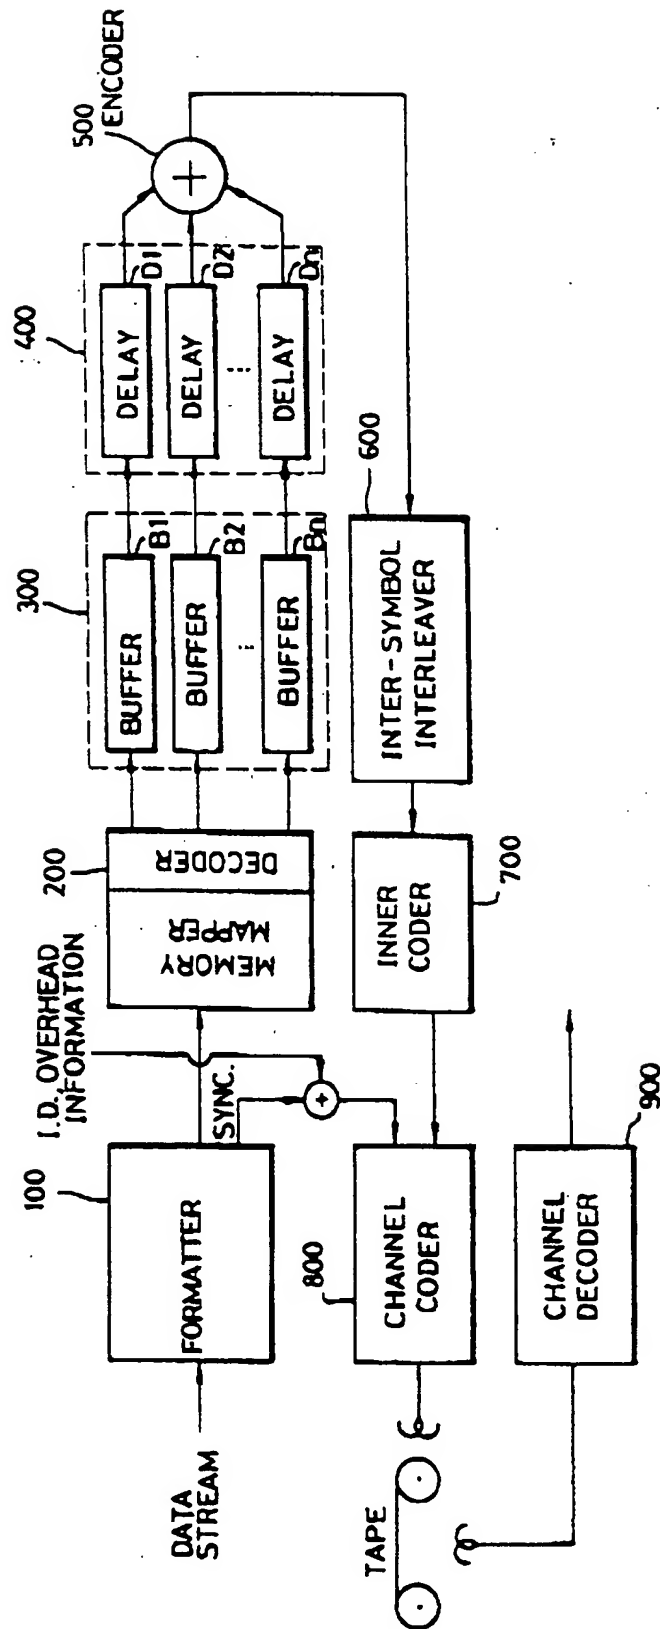 DATA
STREAM
100
FORMATTER
SYNC.
I.D. OVERHEAD
INFORMATION
200
MEMORY
MAPPER
DECODER
300
BUFFER
B1
BUFFER
B2
...
BUFFER
Bn
400
DELAY
D1
DELAY
D2
...
DELAY
Dn
500
ENCODER
+
+
600
INTER-SYMBOL
INTERLEAVER
700
INNER
CODER
800
CHANNEL
CODER
TAPE
900
CHANNEL
DECODER